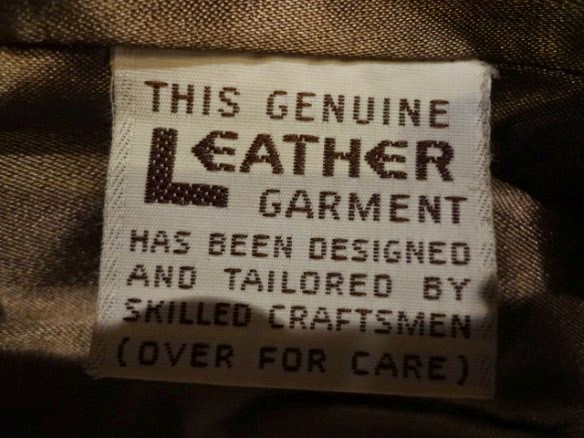 THIS GENUINE
LEATHER
GARMENT
HAS BEEN DESIGNED
AND TAILORED BY
SKILLED CRAFTSMEN
(OVER FOR CARE)